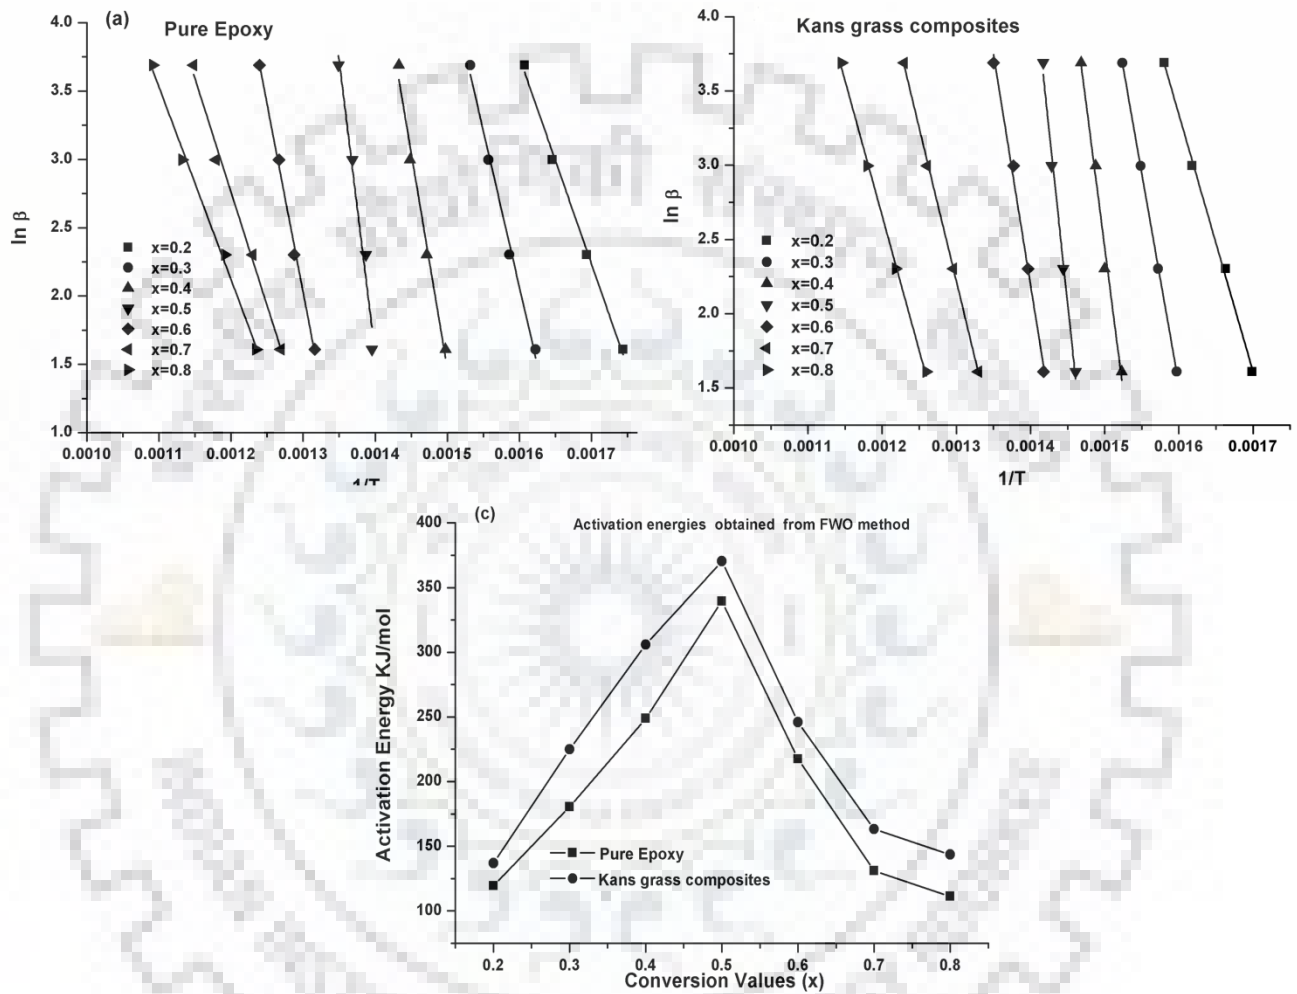 (a)
Pure Epoxy
4.0
3.5
3.0
2.5
2.0
1.5
1.0
ln β
x=0.2
x=0.3
x=0.4
x=0.5
x=0.6
x=0.7
x=0.8
0.0010 0.0011 0.0012 0.0013 0.0014 0.0015 0.0016 0.0017
1/T
Kans grass composites
4.0
3.5
3.0
2.5
2.0
1.5
ln β
x=0.2
x=0.3
x=0.4
x=0.5
x=0.6
x=0.7
x=0.8
0.0010 0.0011 0.0012 0.0013 0.0014 0.0015 0.0016 0.0017
1/T
(c)
Activation energies obtained from FWO method
400
350
300
250
200
150
100
Activation Energy KJ/mol
Pure Epoxy
Kans grass composites
0.2 0.3 0.4 0.5 0.6 0.7 0.8
Conversion Values (x)